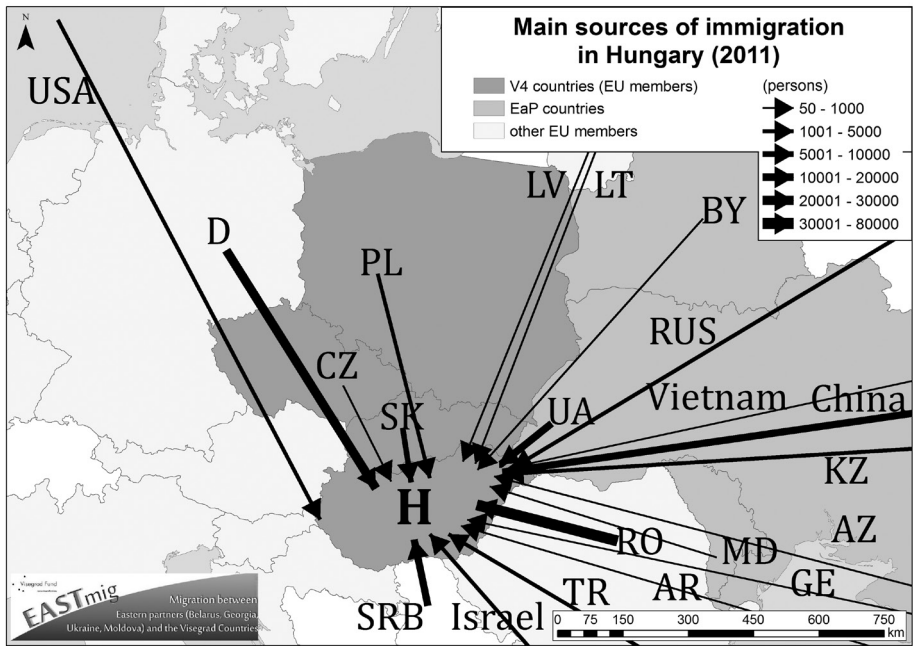 N
Main sources of immigration
in Hungary (2011)
V4 countries (EU members)
EaP countries
other EU members
(persons)
50 - 1000
1001 - 5000
5001 - 10000
10001 - 20000
20001 - 30000
30001 - 80000
USA
LV
LT
BY
D
PL
RUS
CZ
SK
UA
Vietnam
China
H
KZ
RO
MD
AZ
SRB
Israel
TR
AR
GE
Visegrad Fund
EASTmig
Migration between
Eastern partners (Belarus, Georgia,
Ukraine, Moldova) and the Visegrad Countries
0 75 150 300 450 600 750
km